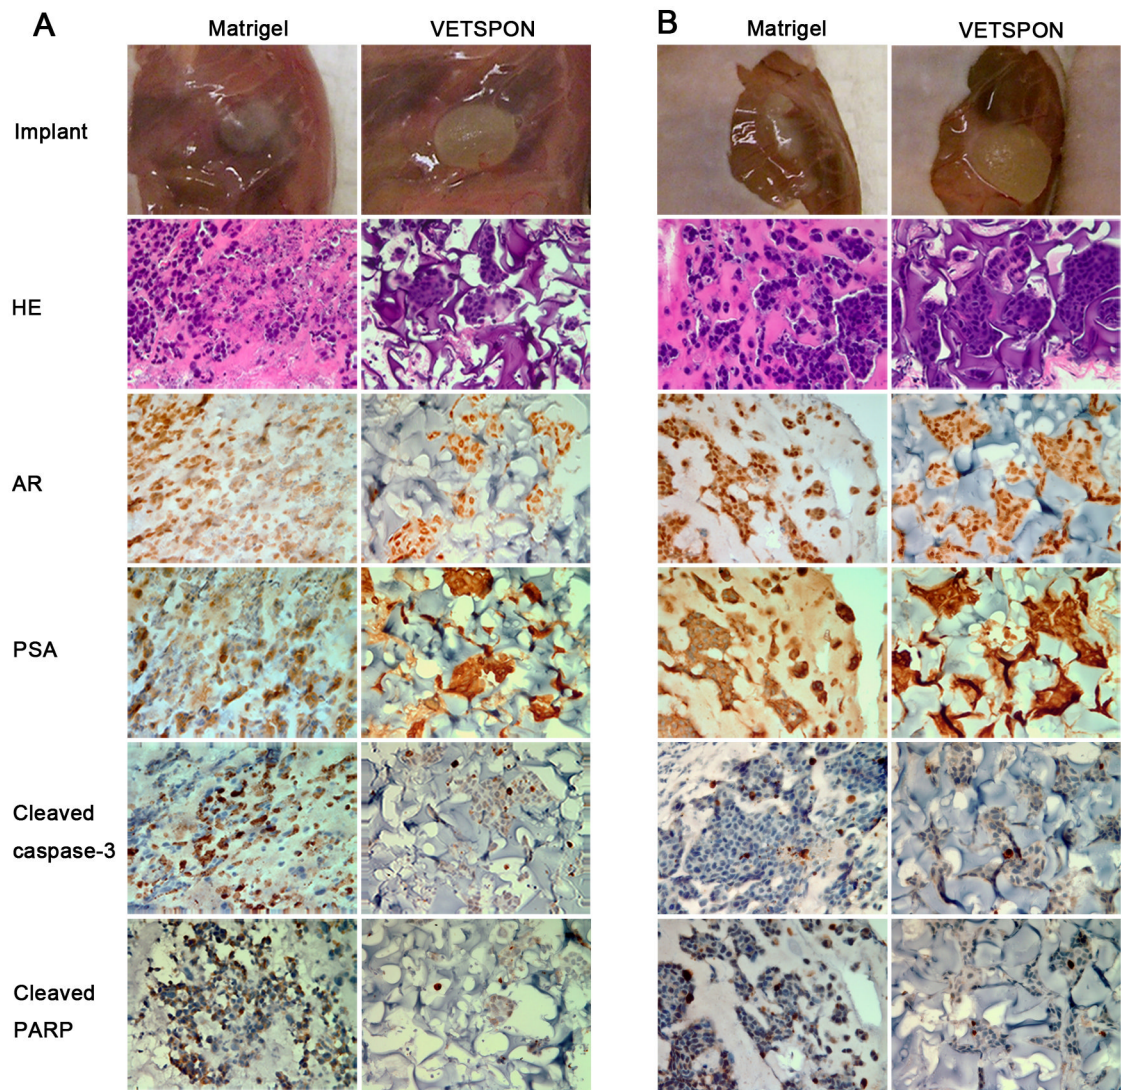 A
Matrigel
VETSPON
B
Matrigel
VETSPON
Implant
HE
AR
PSA
Cleaved
caspase-3
Cleaved
PARP